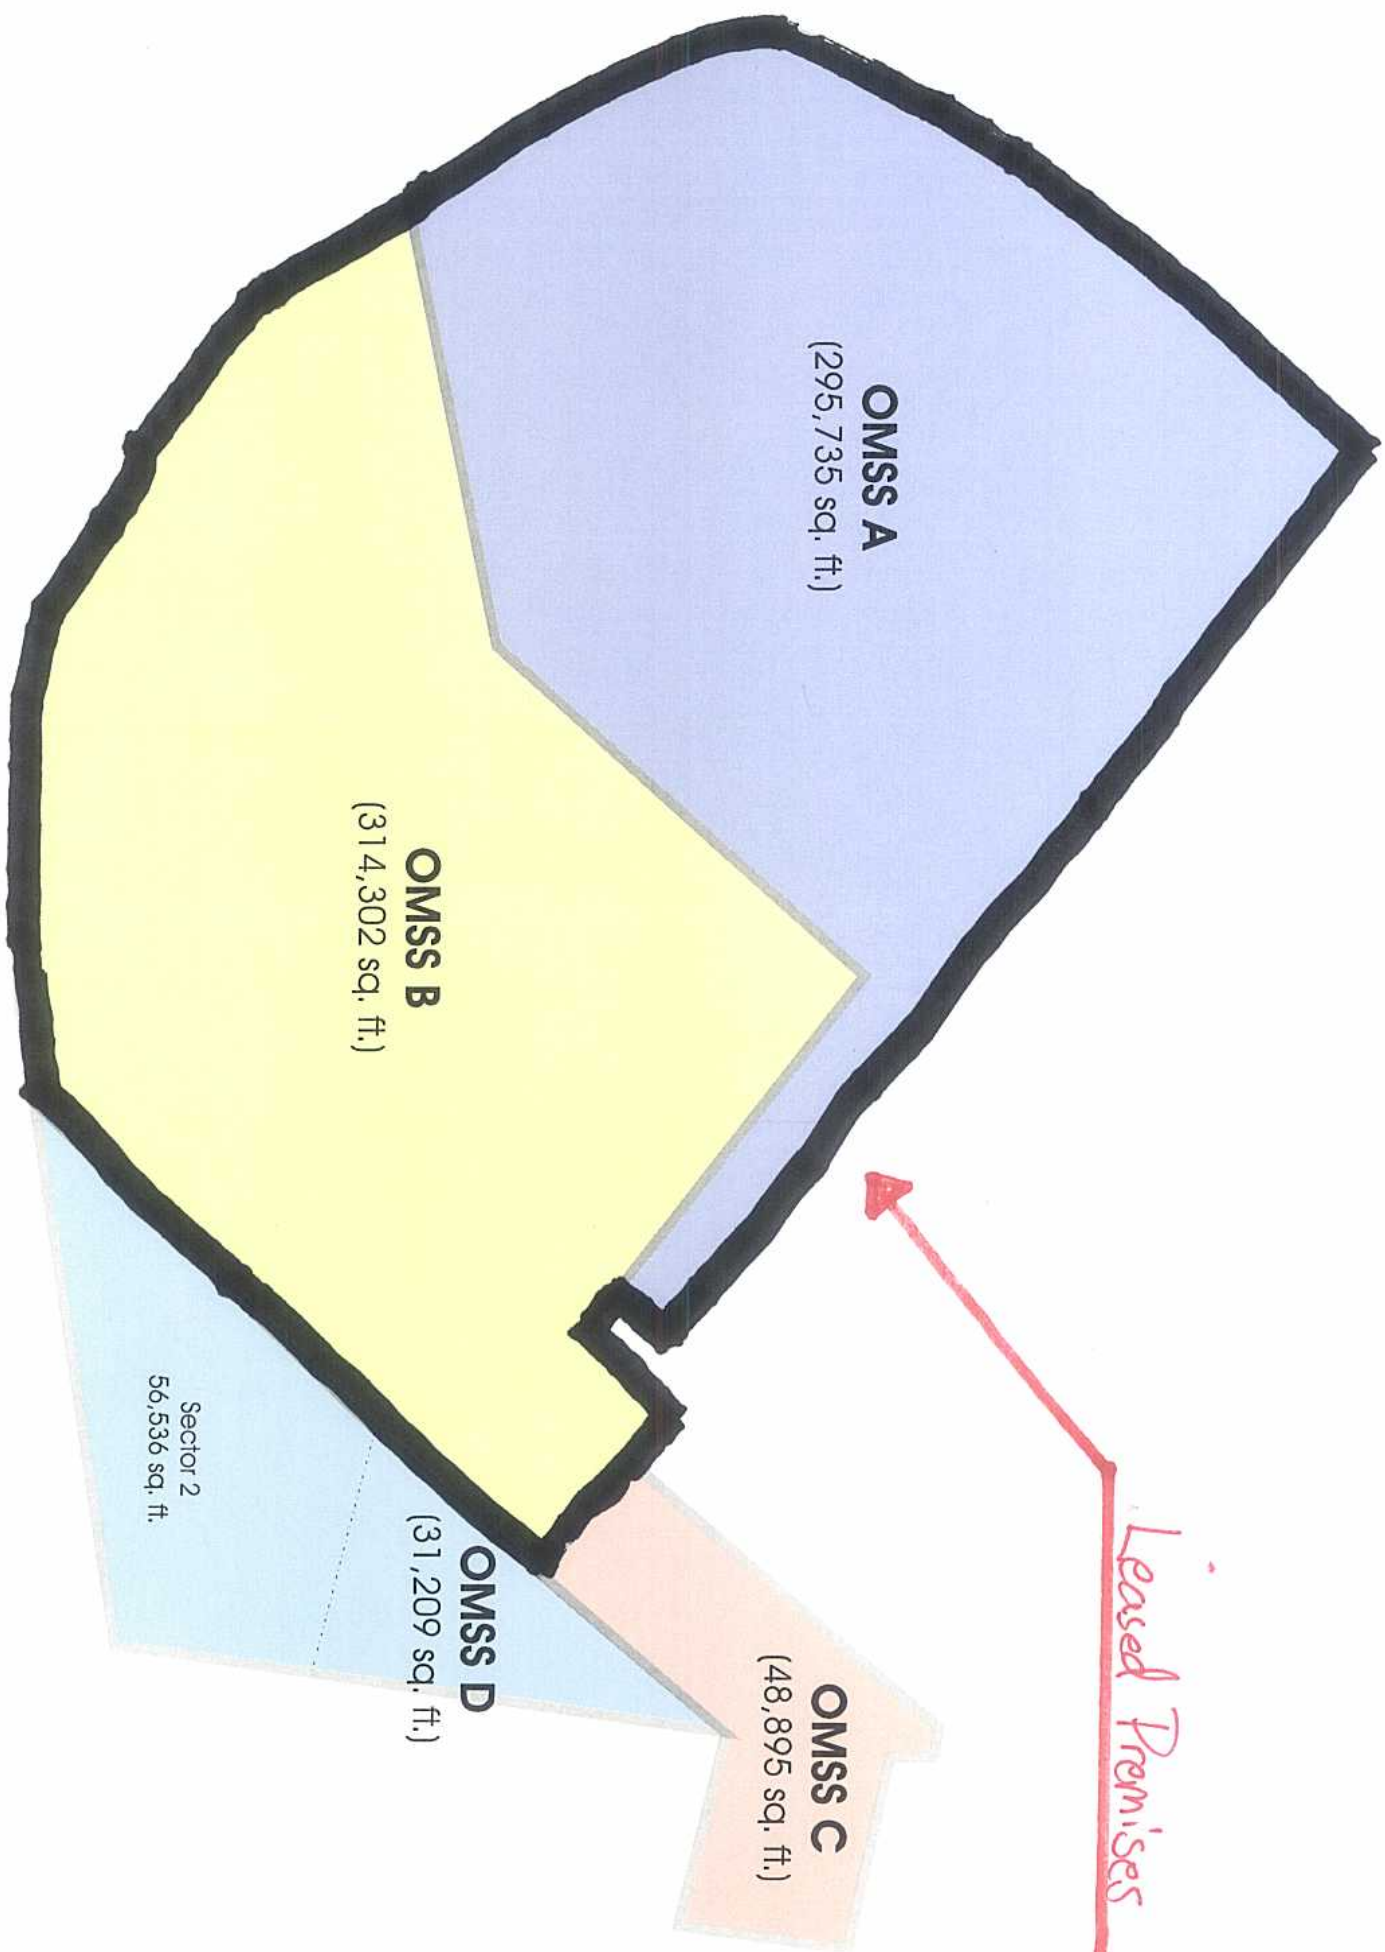 Leased Premises
OMSS A
(295,735 sq. ft.)
OMSS B
(314,302 sq. ft.)
OMSS C
(48,895 sq. ft.)
OMSS D
(31,209 sq. ft.)
Sector 2
56,536 sq. ft.